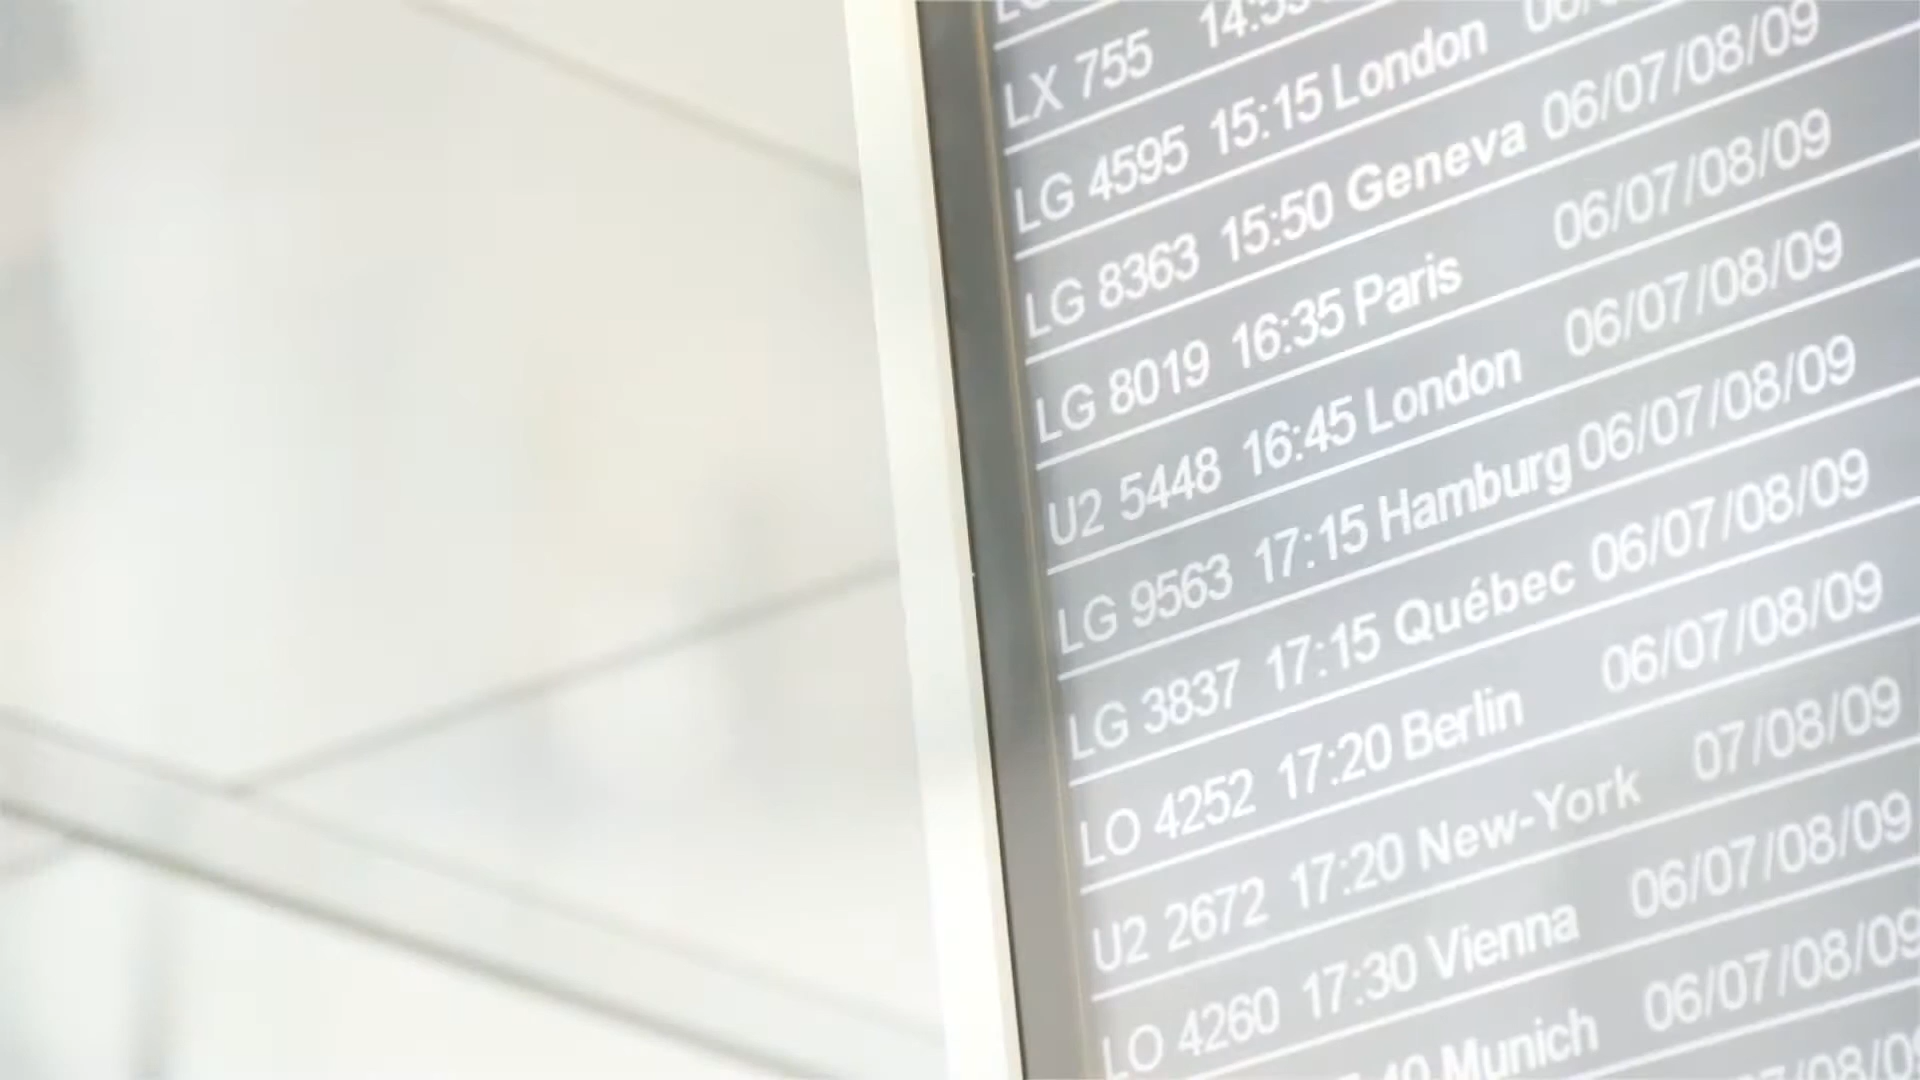 LX 755
LG 4595 15:15 London
LG 8363 15:50 Geneva 06/07/08/09
LG 8019 16:35 Paris 06/07/08/09
U2 5448 16:45 London 06/07/08/09
LG 9563 17:15 Hamburg 06/07/08/09
LG 3837 17:15 Québec 06/07/08/09
LO 4252 17:20 Berlin 06/07/08/09
U2 2672 17:20 New-York 07/08/09
LO 4260 17:30 Vienna 06/07/08/09
Munich 06/07/08/09